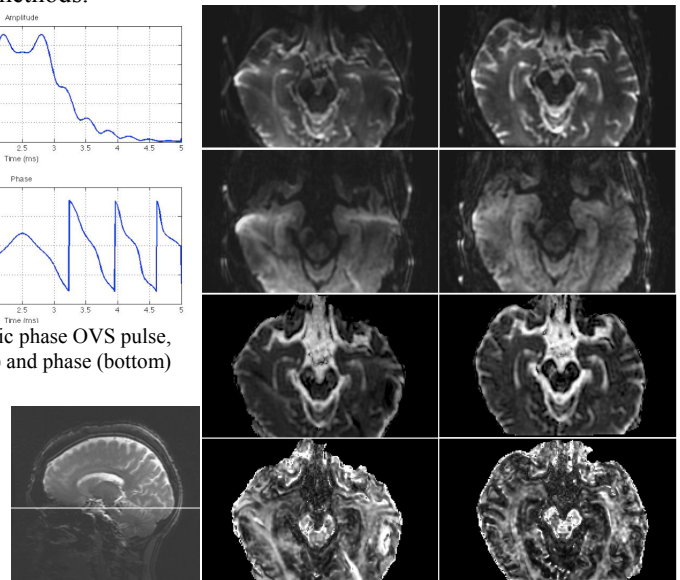 methods.
Amplitude
2.5 3 3.5 4 4.5 5
Time (ms)
Phase
2.5 3 3.5 4 4.5 5
Time (ms)
ic phase OVS pulse,
) and phase (bottom)